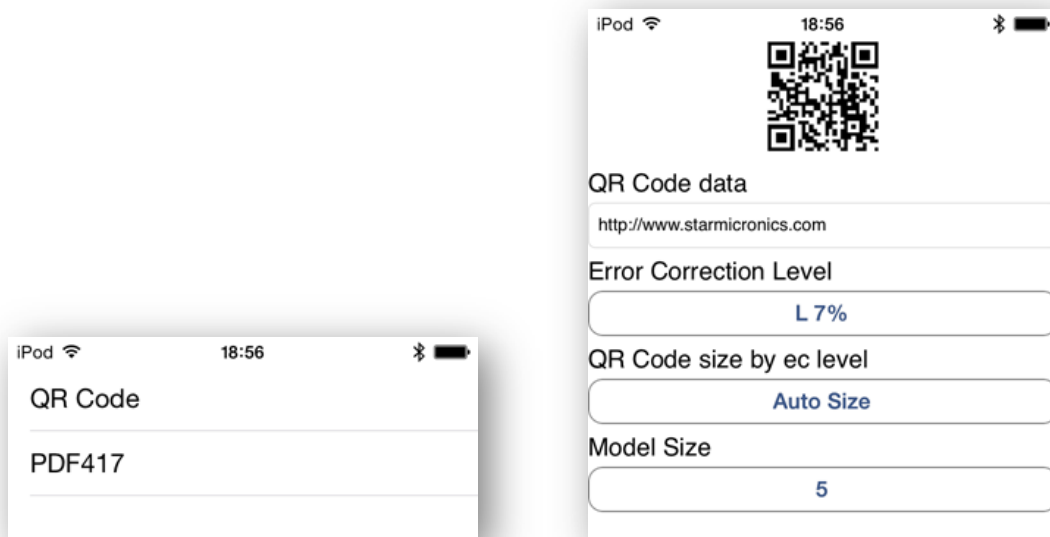 iPod 18:56
QR Code
PDF417
iPod 18:56
QR Code data
http://www.starmicronics.com
Error Correction Level
L 7%
QR Code size by ec level
Auto Size
Model Size
5